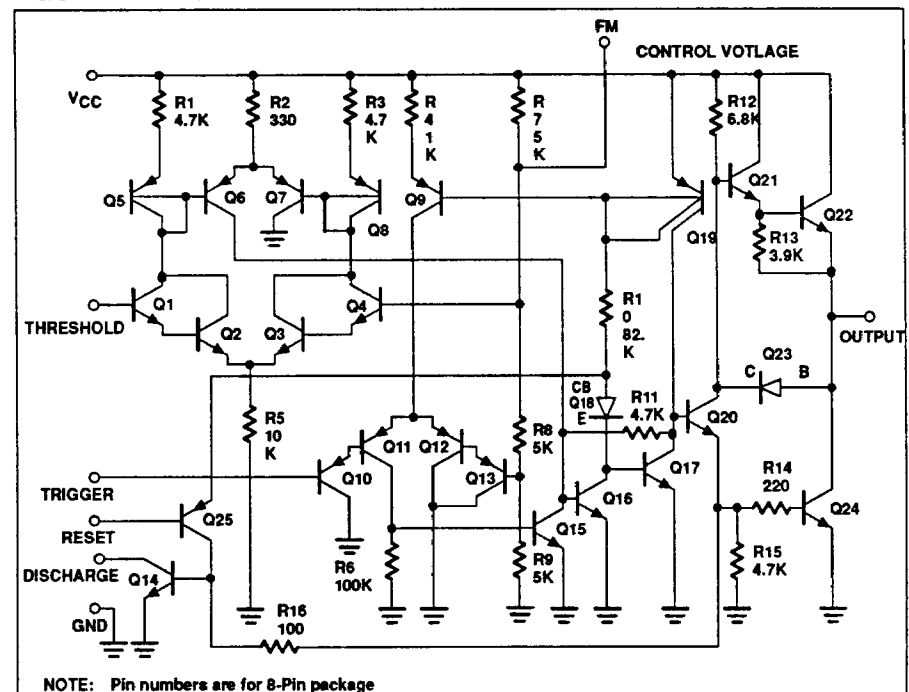 FM
CONTROL VOTLAGE
VCC
R1
4.7K
R2
330
R3
4.7
K
R
4
1
K
R
7
5
K
R12
6.8K
Q21
Q5
Q6
Q7
Q8
Q9
Q19
Q22
R13
3.9K
Q1
Q2
Q3
Q4
THRESHOLD
R1
0
82.
K
OUTPUT
Q23
C
B
CB
Q18
E
R11
4.7K
Q20
R5
10
K
Q11
Q12
R8
5K
Q10
Q13
Q17
TRIGGER
R14
220
Q16
Q24
Q25
RESET
Q15
DISCHARGE
Q14
R6
100K
R9
5K
R15
4.7K
GND
R16
100
NOTE: Pin numbers are for 8-Pin package